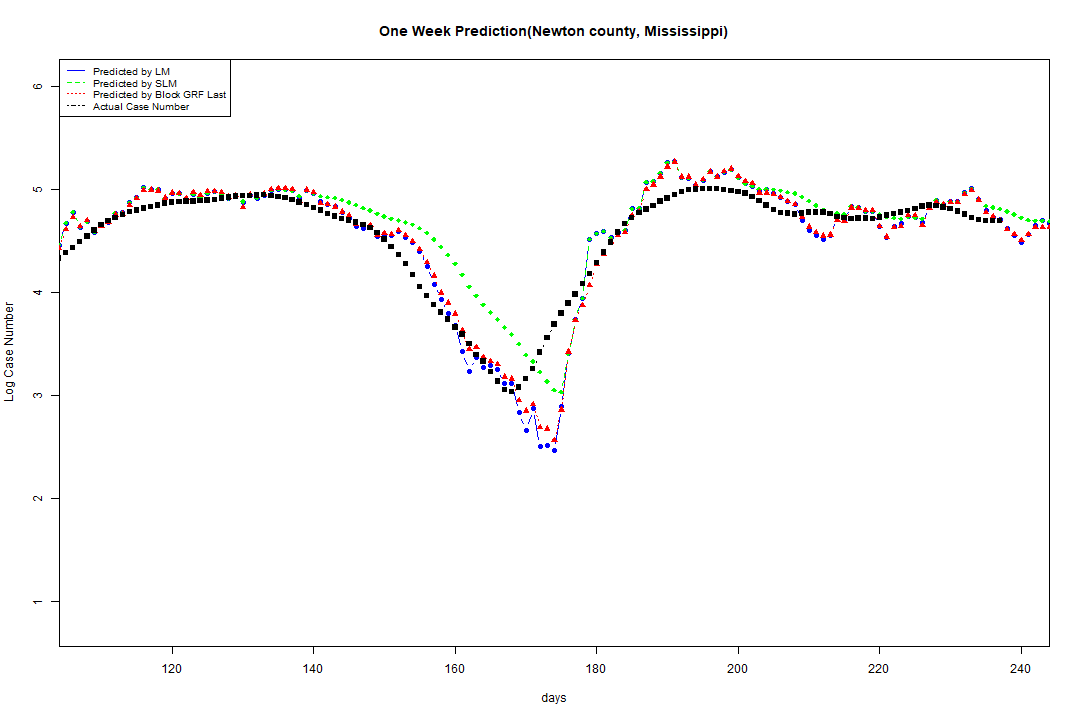 One Week Prediction(Newton county, Mississippi)
Predicted by LM
Predicted by SLM
Predicted by Block GRF Last
Actual Case Number
6
5
4
3
2
1
Log Case Number
120 140 160 180 200 220 240
days